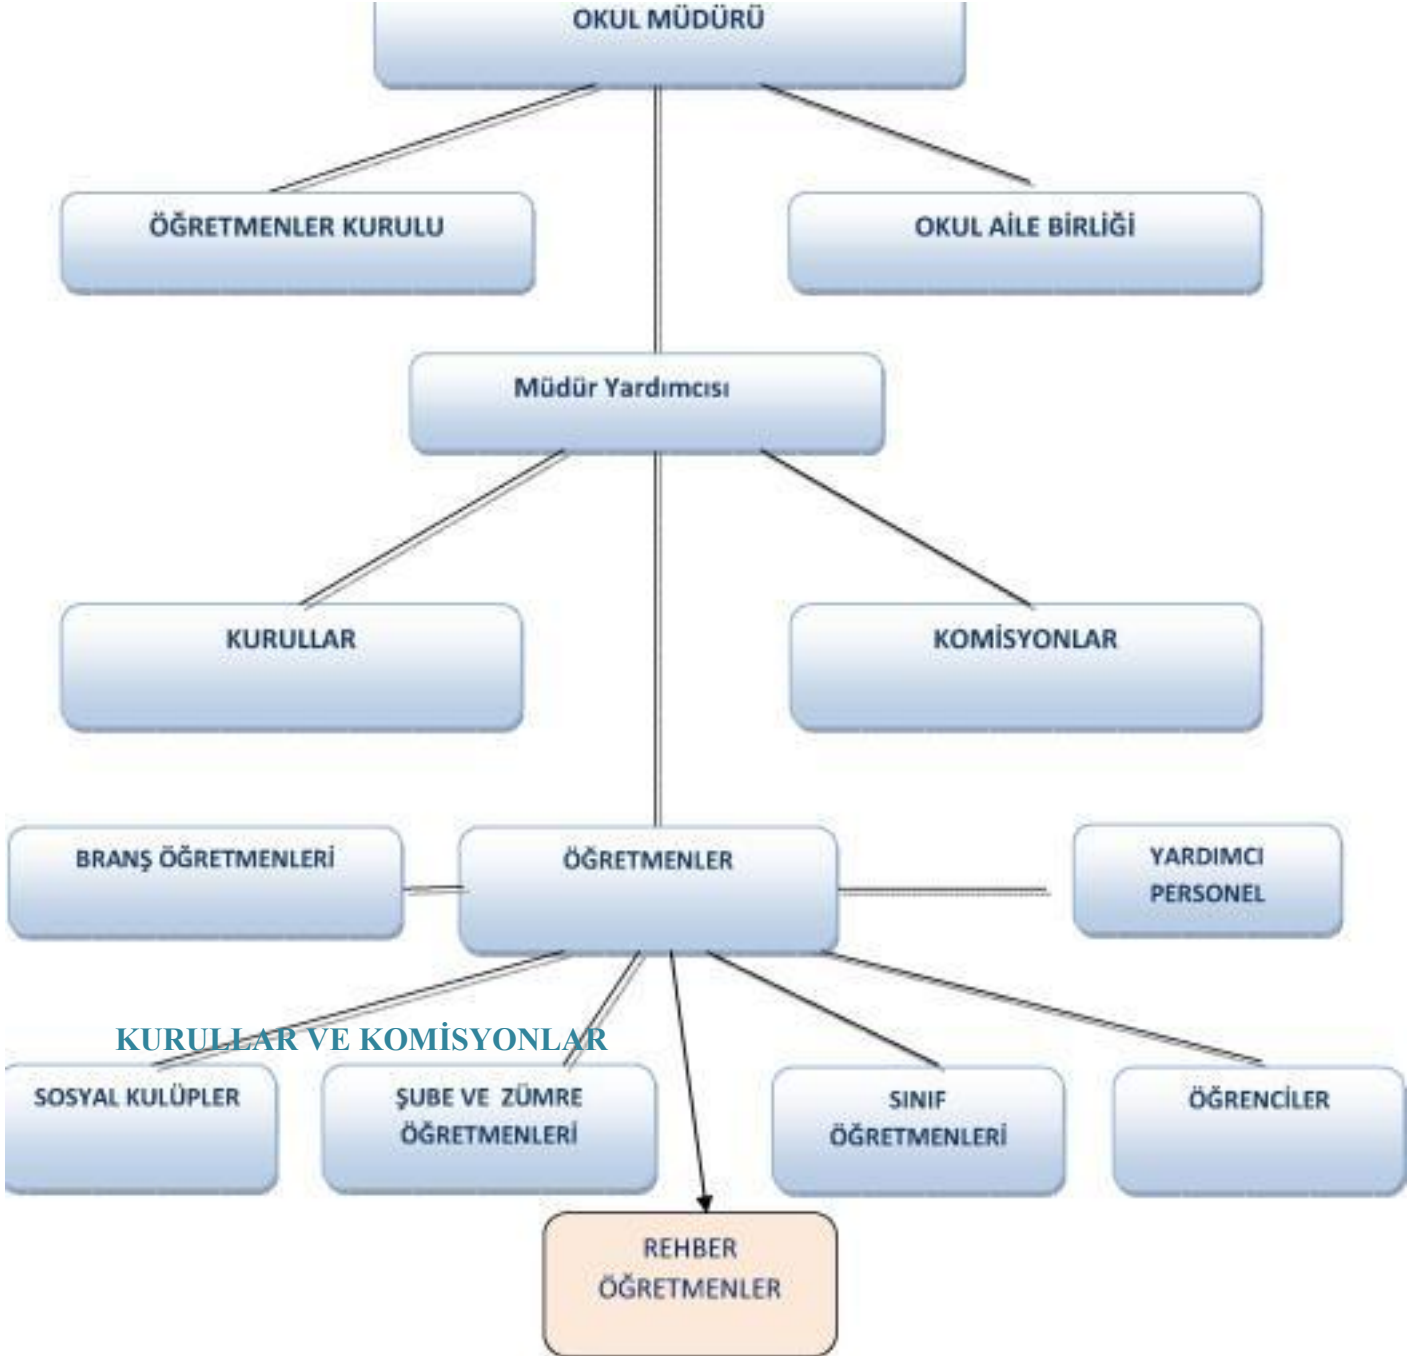 OKUL MÜDÜRÜ
ÖĞRETMENLER KURULU
OKUL AİLE BİRLİĞİ
Müdür Yardımcısı
KURULLAR
KOMİSYONLAR
BRANŞ ÖĞRETMENLERİ
ÖĞRETMENLER
YARDIMCI
PERSONEL
KURULLAR VE KOMİSYONLAR
SOSYAL KULÜPLER
ŞUBE VE ZÜMRE
ÖĞRETMENLERİ
SINIF
ÖĞRETMENLERİ
ÖĞRENCİLER
REHBER
ÖĞRETMENLER